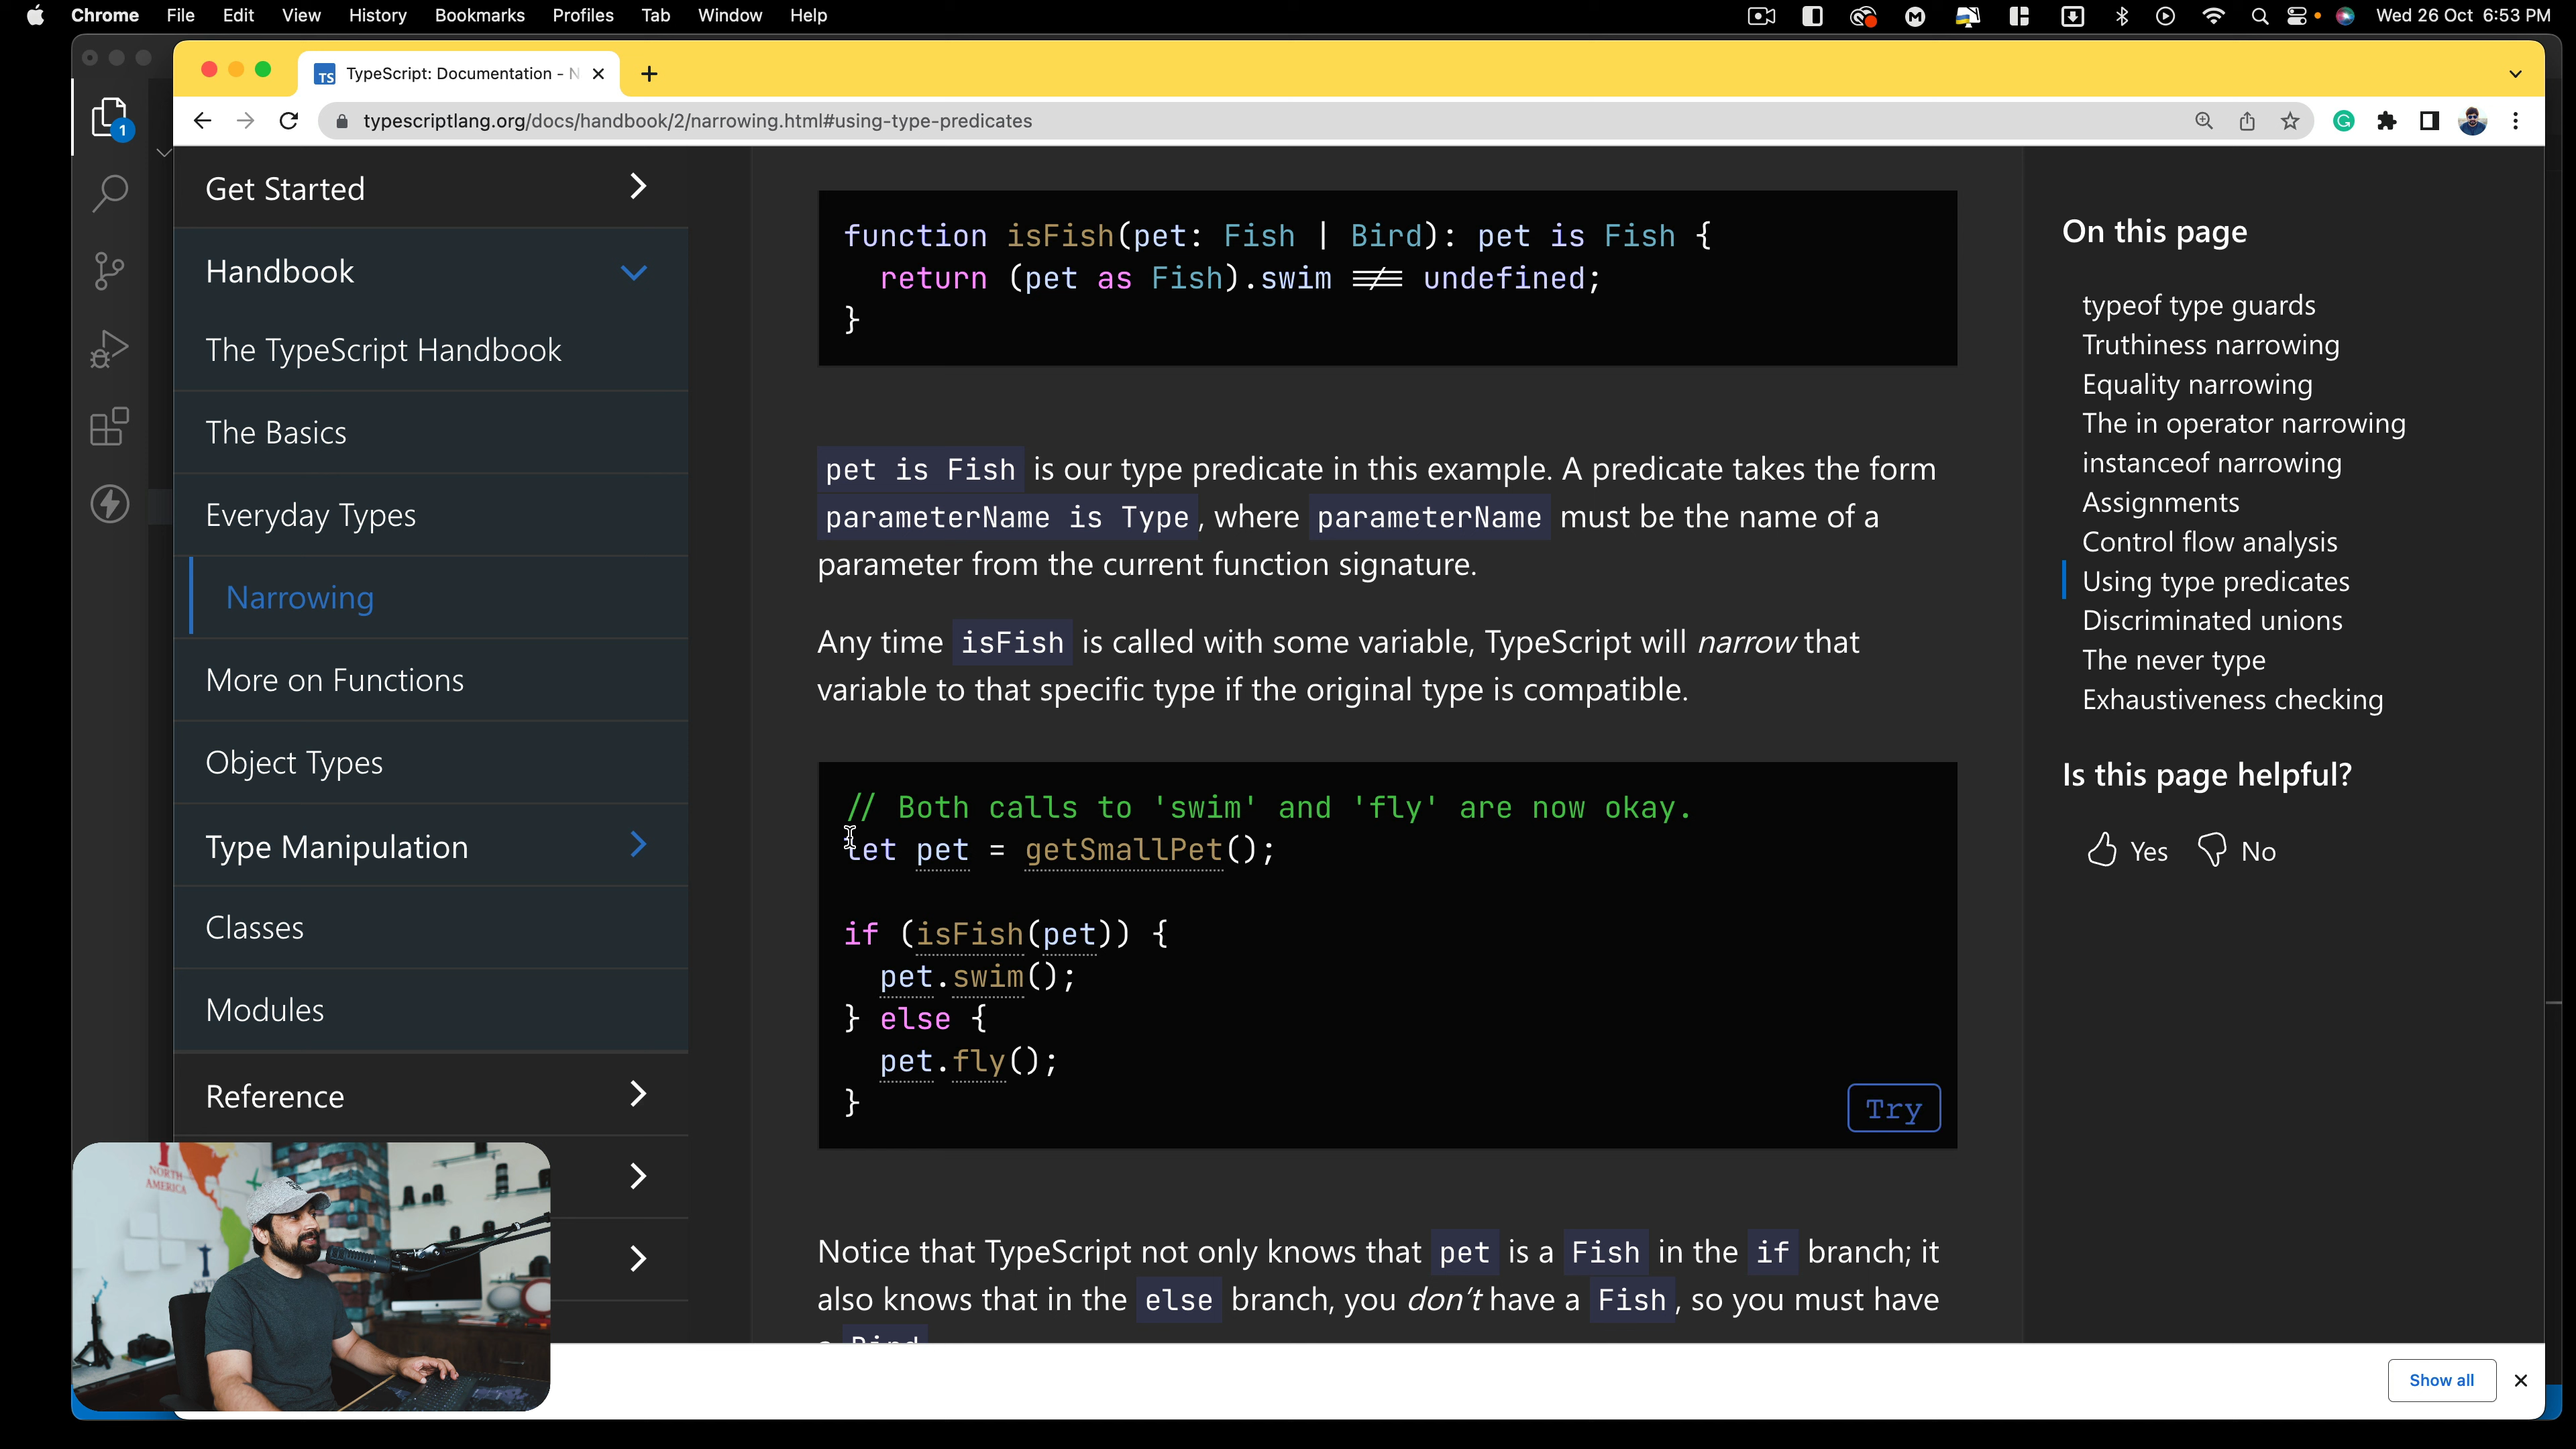 Chrome File Edit View History Bookmarks Profiles Tab Window Help
Wed 26 Oct 6:53 PM
TS TypeScript: Documentation - N
typescriptlang.org/docs/handbook/2/narrowing.html#using-type-predicates
1
Get Started
Handbook
The TypeScript Handbook
The Basics
Everyday Types
Narrowing
More on Functions
Object Types
Type Manipulation
Classes
Modules
Reference
function isFish(pet: Fish | Bird): pet is Fish {
return (pet as Fish).swim !== undefined;
}
pet is Fish is our type predicate in this example. A predicate takes the form
parameterName is Type, where parameterName must be the name of a
parameter from the current function signature.
Any time isFish is called with some variable, TypeScript will narrow that
variable to that specific type if the original type is compatible.
// Both calls to 'swim' and 'fly' are now okay.
let pet = getSmallPet();
if (isFish(pet)) {
pet.swim();
} else {
pet.fly();
}
Try
Notice that TypeScript not only knows that pet is a Fish in the if branch; it
also knows that in the else branch, you don't have a Fish, so you must have
On this page
typeof type guards
Truthiness narrowing
Equality narrowing
The in operator narrowing
instanceof narrowing
Assignments
Control flow analysis
Using type predicates
Discriminated unions
The never type
Exhaustiveness checking
Is this page helpful?
Yes No
NORTH
AMERICA
Show all